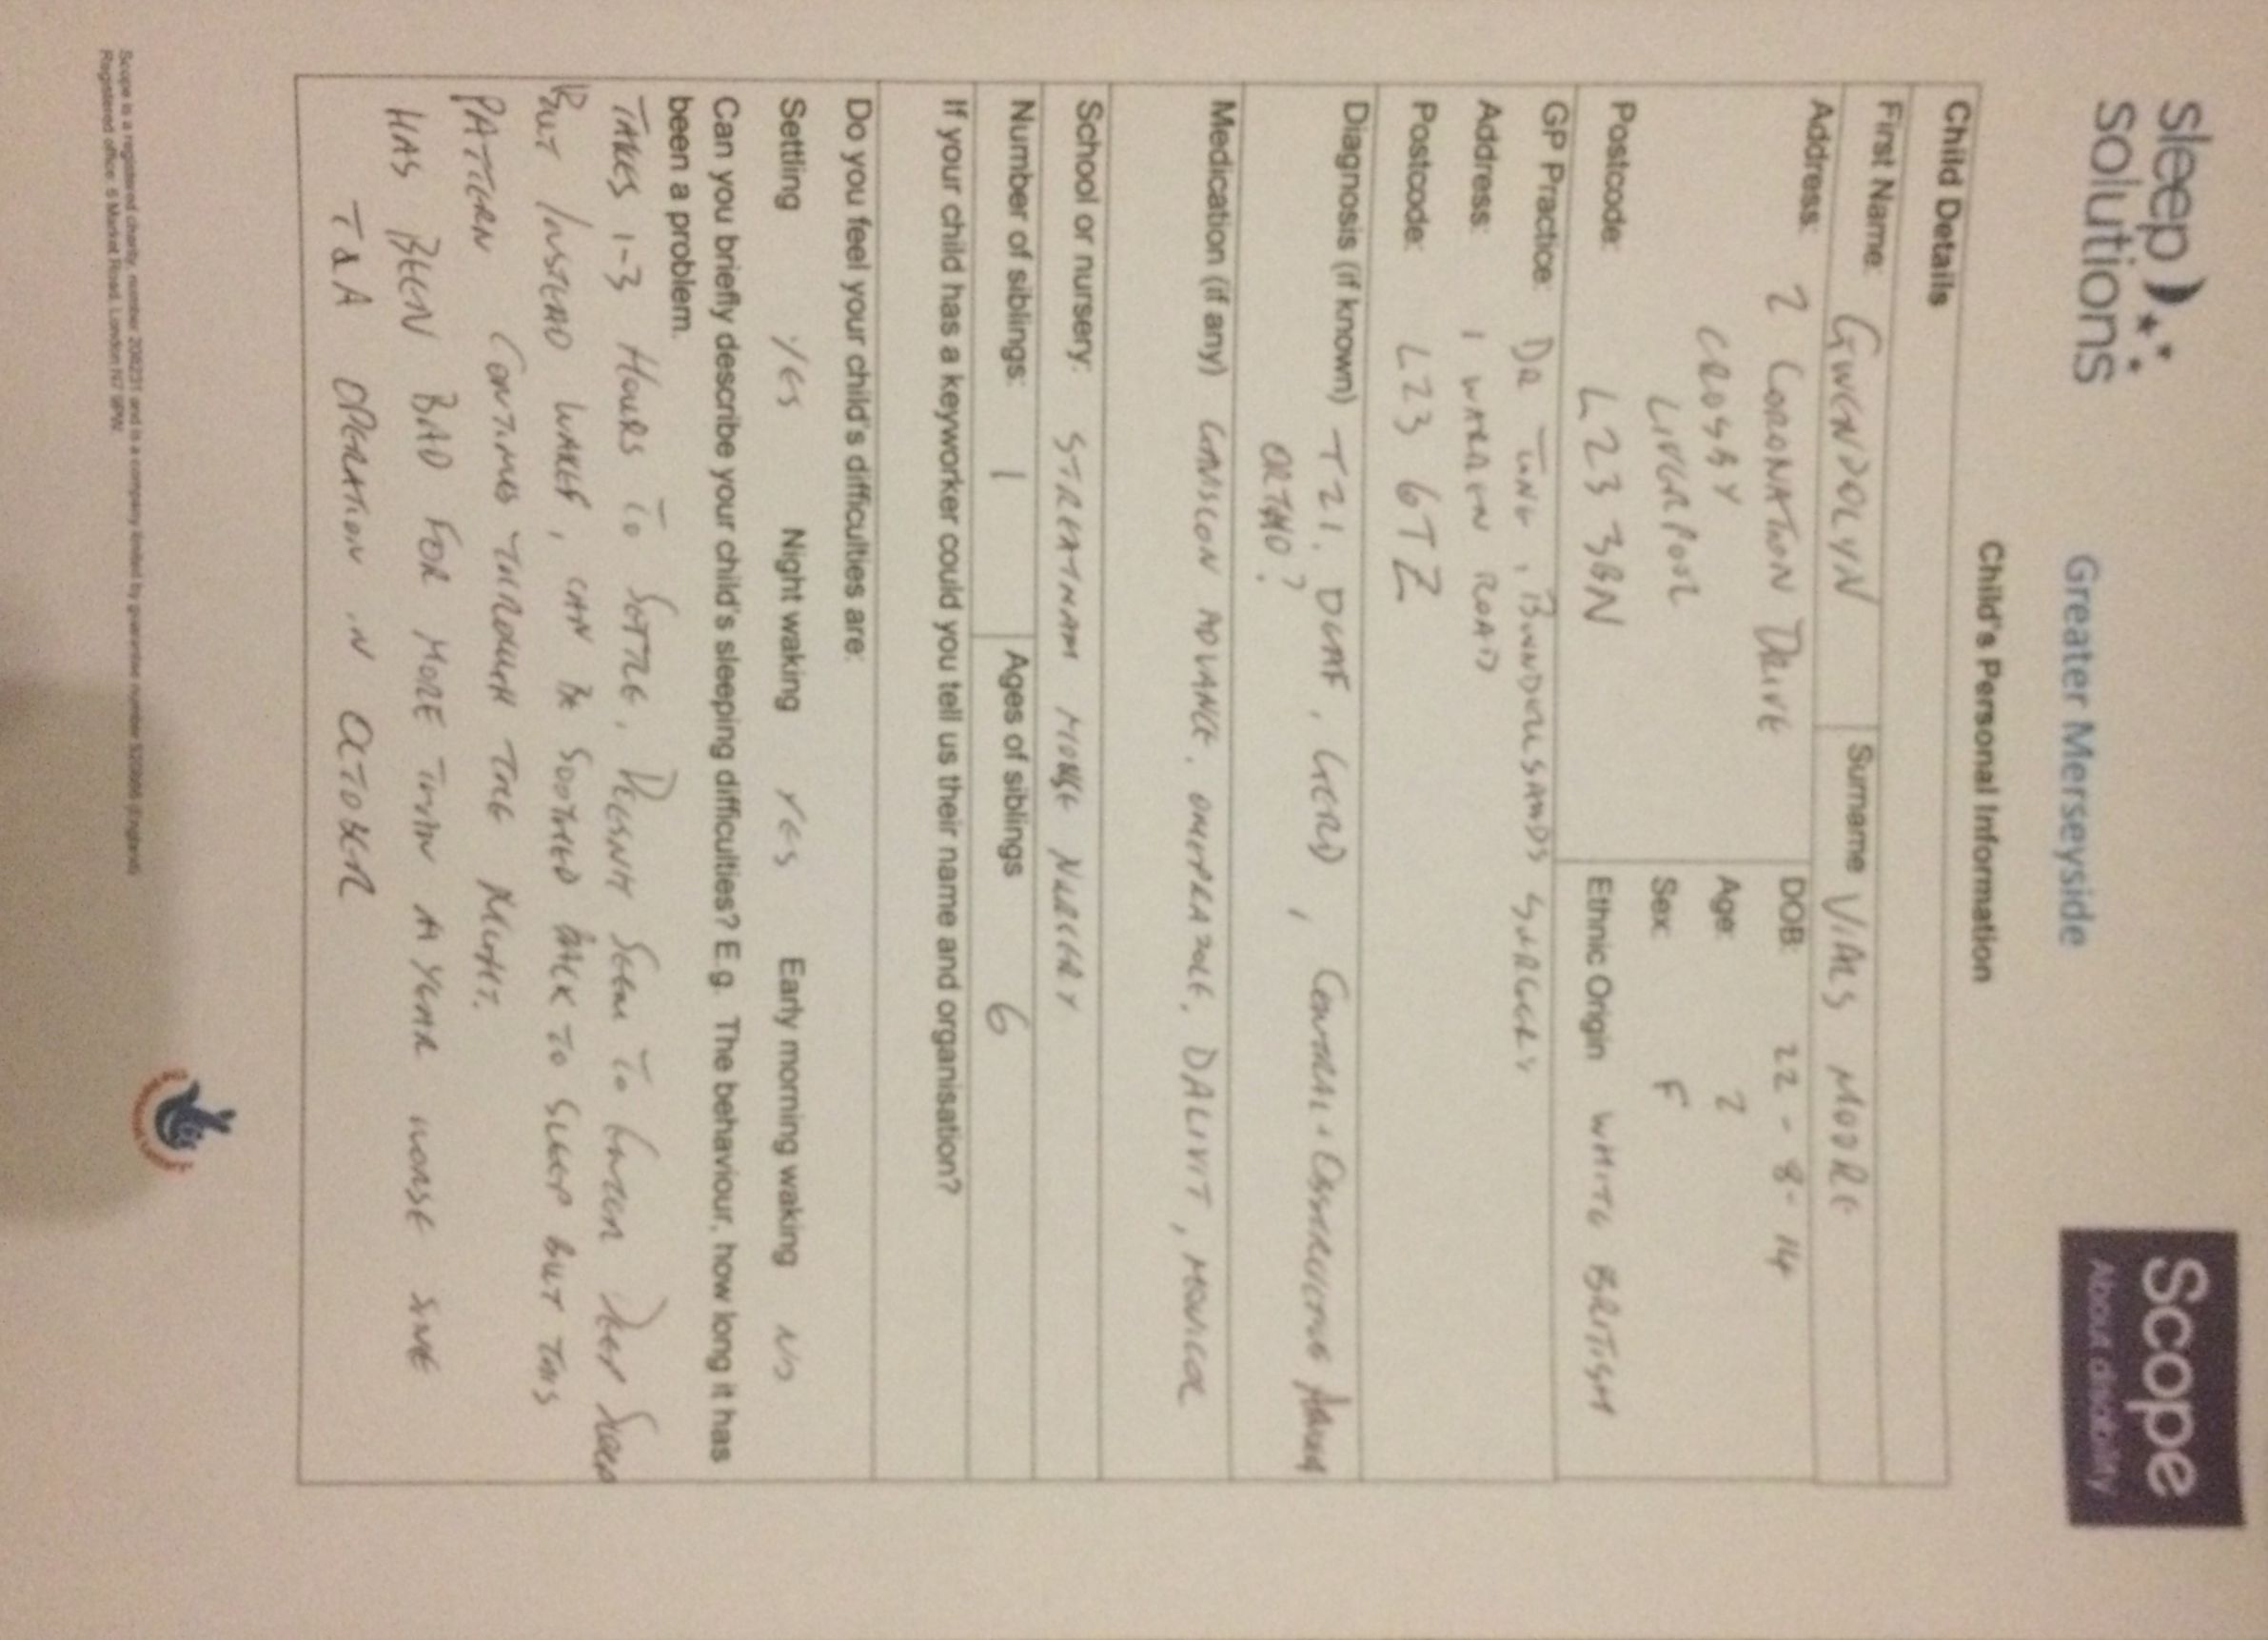 sleep
solutions
Greater Merseyside
Scope
About disability
Child's Personal Information
Child Details
First Name: GWENDOLYN Surname VIALS MOORE
Address: 2 CORONATION DRIVE
CROSBY
LIVERPOOL
Postcode: L23 3BN
DOB: 22-8-14
Age: 2
Sex: F
Ethnic Origin WHITE BRITISH
GP Practice: DR TONG, BLUNDELLSANDS SURGERY
Address: 1 WARREN ROAD
Postcode: L23 6TZ
Diagnosis (if known) T21, DEAF, GERD, CENTRAL + OBSTRUCTIVE
ORTHO?
Medication (if any) GAVISCON ADVANCE, OMEPRAZOLE, DALIVIT, MOVICOL
School or nursery: STREATHAM HOUSE NURSERY
Number of siblings: 1 Ages of siblings 6
If your child has a keyworker could you tell us their name and organisation?
Do you feel your child's difficulties are:
Settling YES Night waking YES Early morning waking NO
Can you briefly describe your child's sleeping difficulties? E.g. The behaviour, how long it has
been a problem.
TAKES 1-3 HOURS TO SETTLE, DOESN'T SEEM TO ENTER DEEP SLEEP
BUT INSTEAD WAKES, CAN BE SOOTHED BACK TO SLEEP BUT THIS
PATTERN CONTINUES THROUGH THE NIGHT.
HAS BEEN BAD FOR MORE THAN A YEAR WORSE SINCE
T&A OPERATION IN OCTOBER
Scope is a registered charity, number 208231 and is a company limited by guarantee number 520866 (England)
Registered office: 6 Market Road, London N7 9PW